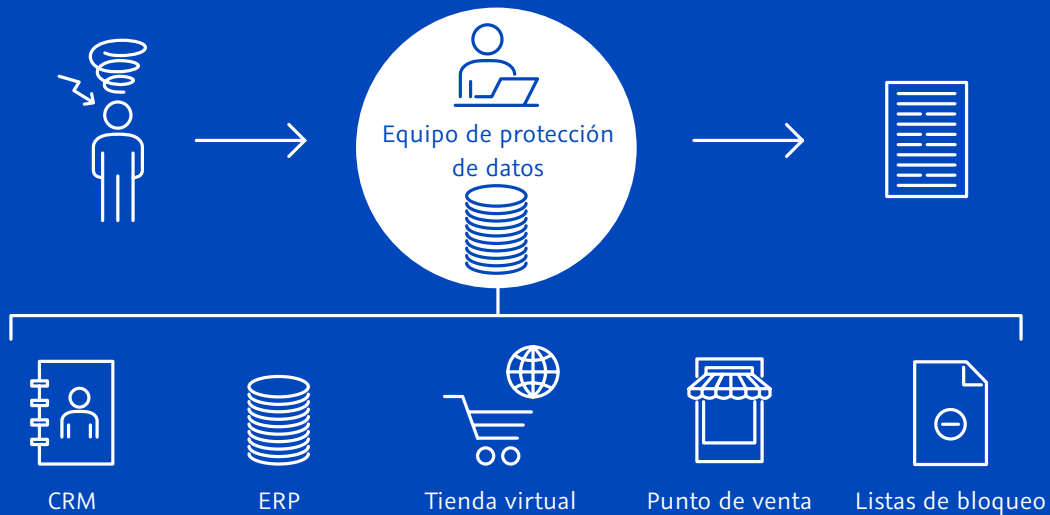 Equipo de protección
de datos
CRM
ERP
Tienda virtual
Punto de venta
Listas de bloqueo